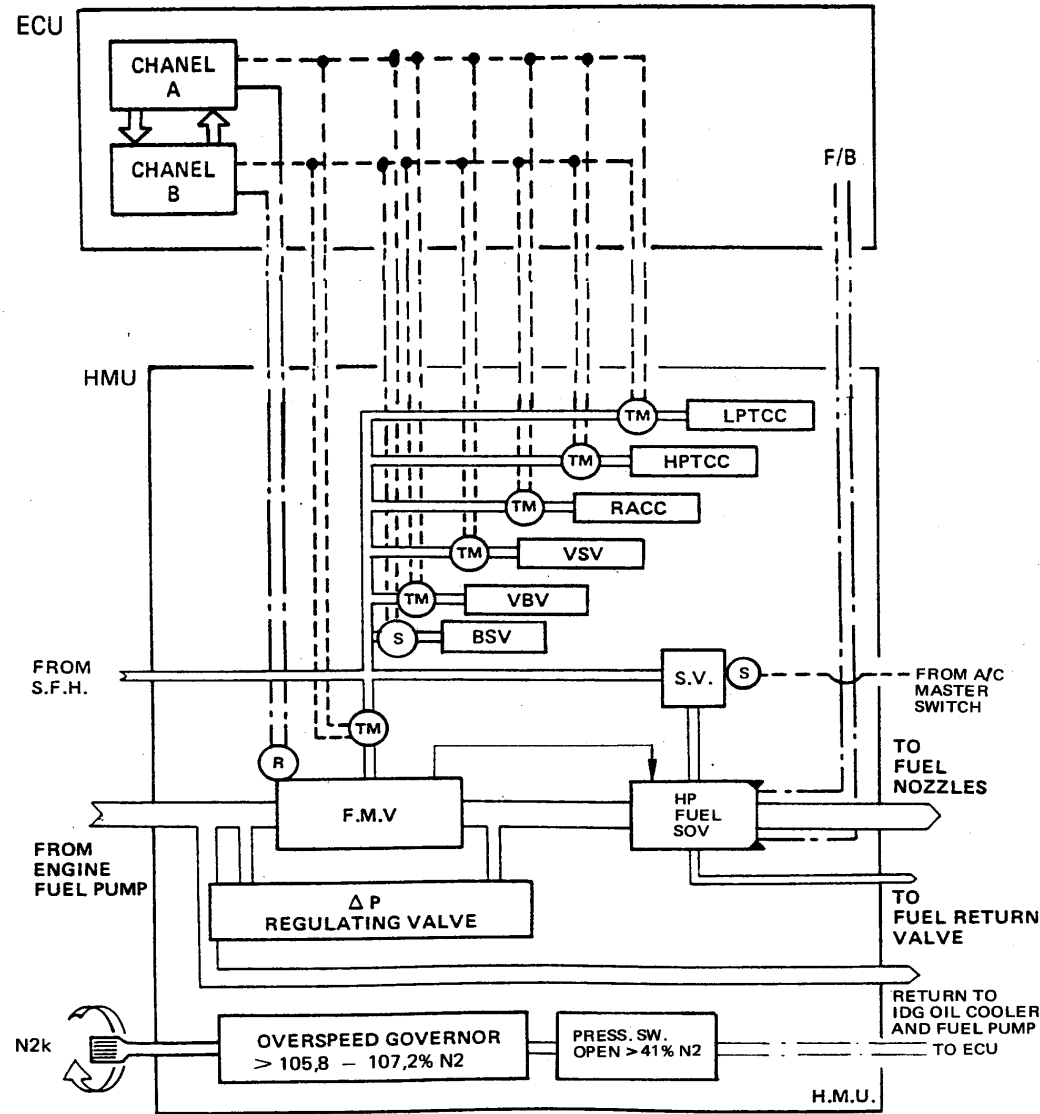 ECU
CHANEL
A
CHANEL
B
F/B
HMU
TM
LPTCC
TM
HPTCC
TM
RACC
TM
VSV
TM
VBV
S
BSV
FROM
S.F.H.
S.V.
S
FROM A/C
MASTER
SWITCH
TM
R
F.M.V
HP
FUEL
SOV
TO
FUEL
NOZZLES
FROM
ENGINE
FUEL PUMP
Δ P
REGULATING VALVE
TO
FUEL RETURN
VALVE
RETURN TO
IDG OIL COOLER
AND FUEL PUMP
N2k
OVERSPEED GOVERNOR
> 105,8 — 107,2% N2
PRESS. SW.
OPEN > 41% N2
TO ECU
H.M.U.